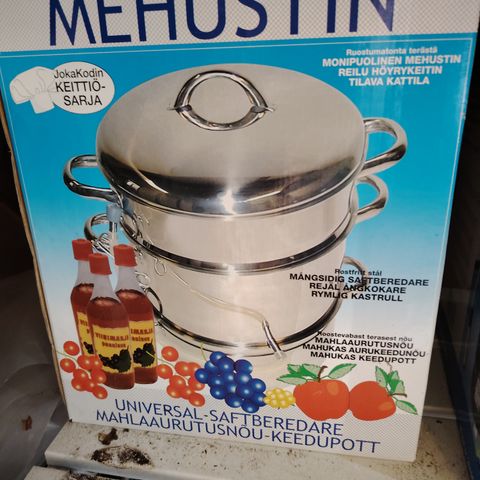 MEHUSTIN
JokaKodin
KEITTIÖ-
SARJA
Ruostumatonta terästä
MONIPUOLINEN MEHUSTIN
REILU HÖYRYKEITIN
TILAVA KATTILA
Rostfritt stål
MÅNGSIDIG SAFTBEREDARE
REJÄL ÅNGKOKARE
RYMLIG KASTRULL
Roostevabast terasest nõu
MAHLAAURUTUSNÕU
MAHUKAS AURUKEEDUNÕU
MAHUKAS KEEDUPOTT
VIINIMARJA
UNIVERSAL-SAFTBEREDARE
MAHLAAURUTUSNÕU-KEEDUPOTT